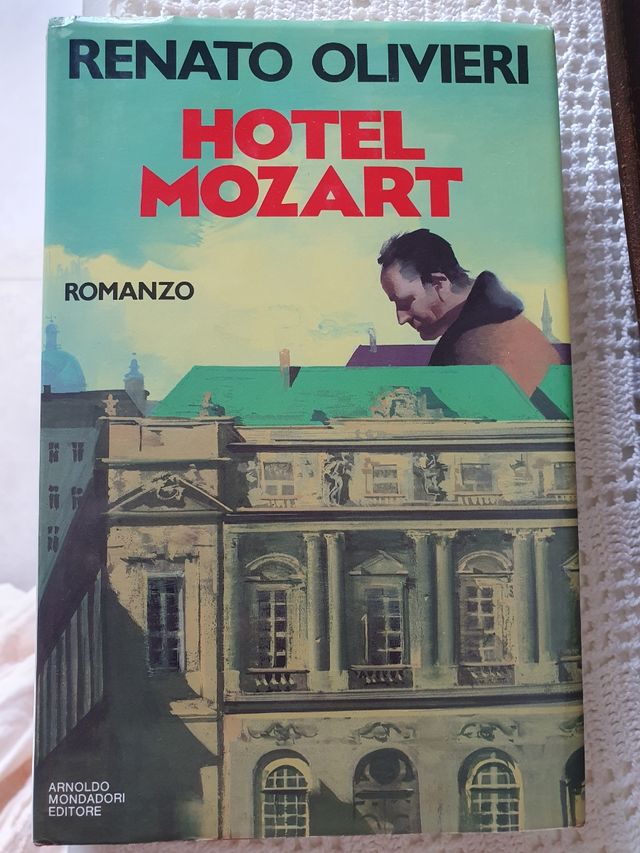 RENATO OLIVIERI
HOTEL
MOZART
ROMANZO
ARNOLDO
MONDADORI
EDITORE